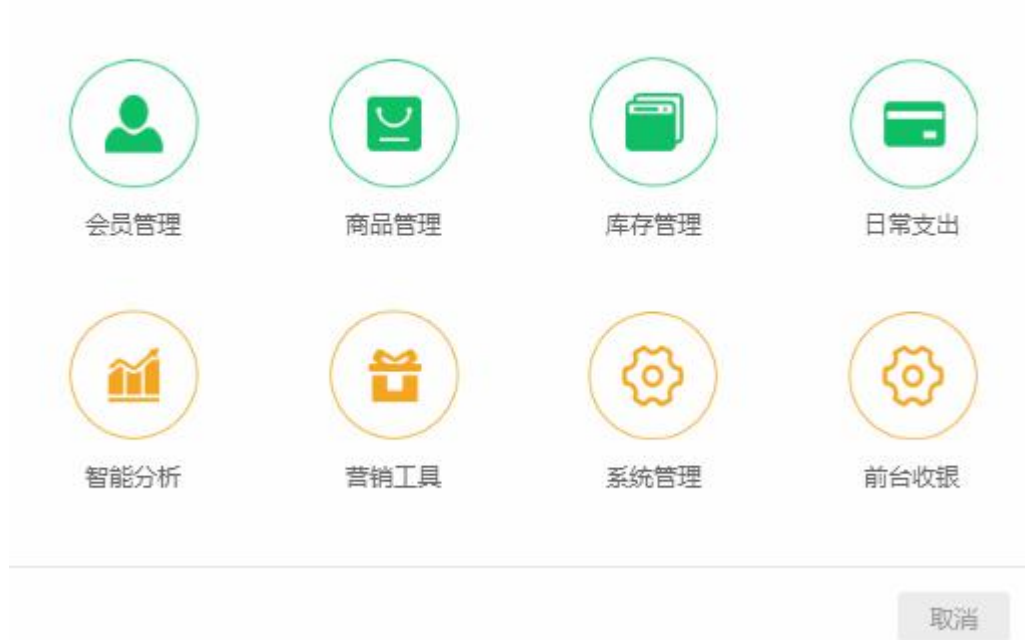 会员管理 商品管理 库存管理 日常支出
智能分析 营销工具 系统管理 前台收银
取消